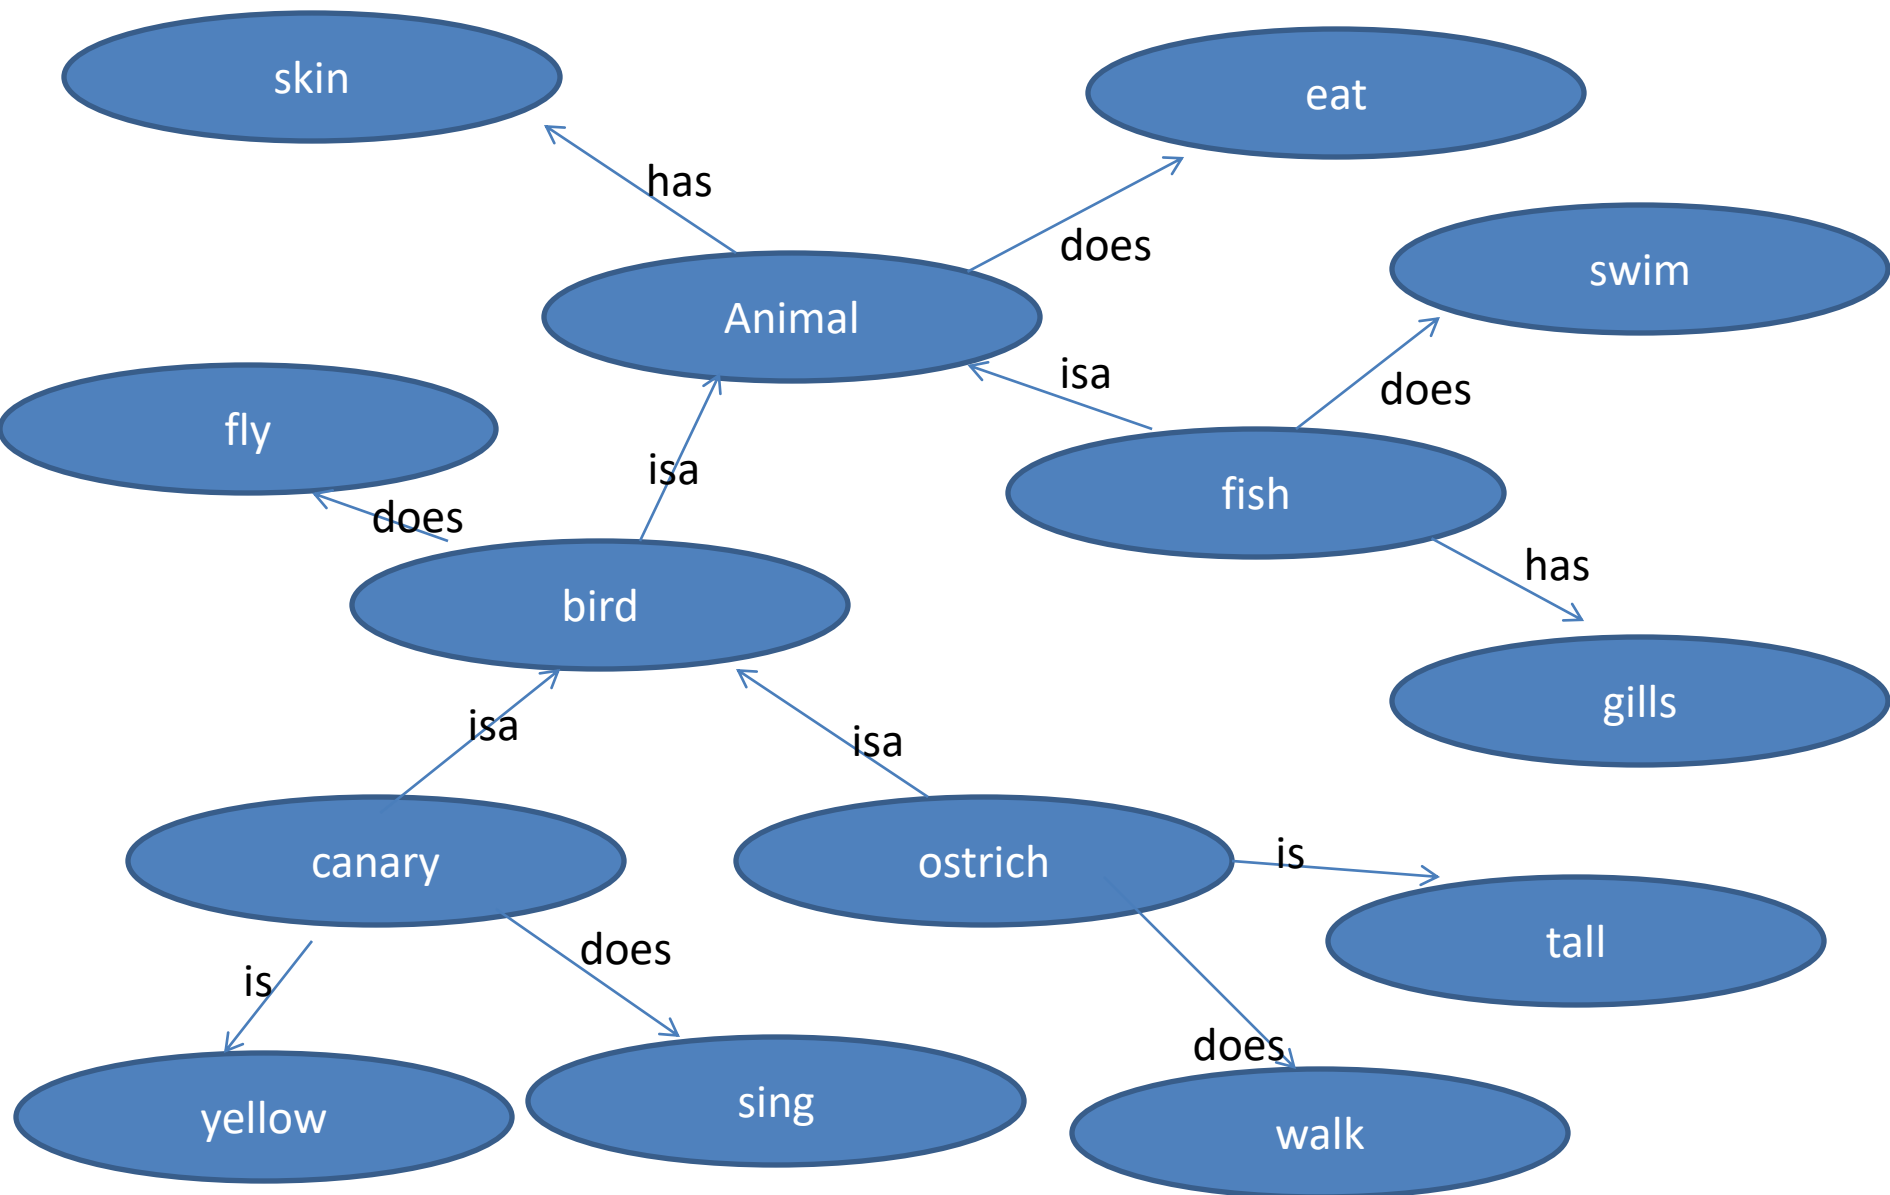 skin
eat
has
does
swim
Animal
isa
does
fly
isa
fish
does
has
bird
gills
isa
isa
canary
ostrich
is
tall
does
is
does
sing
yellow
walk